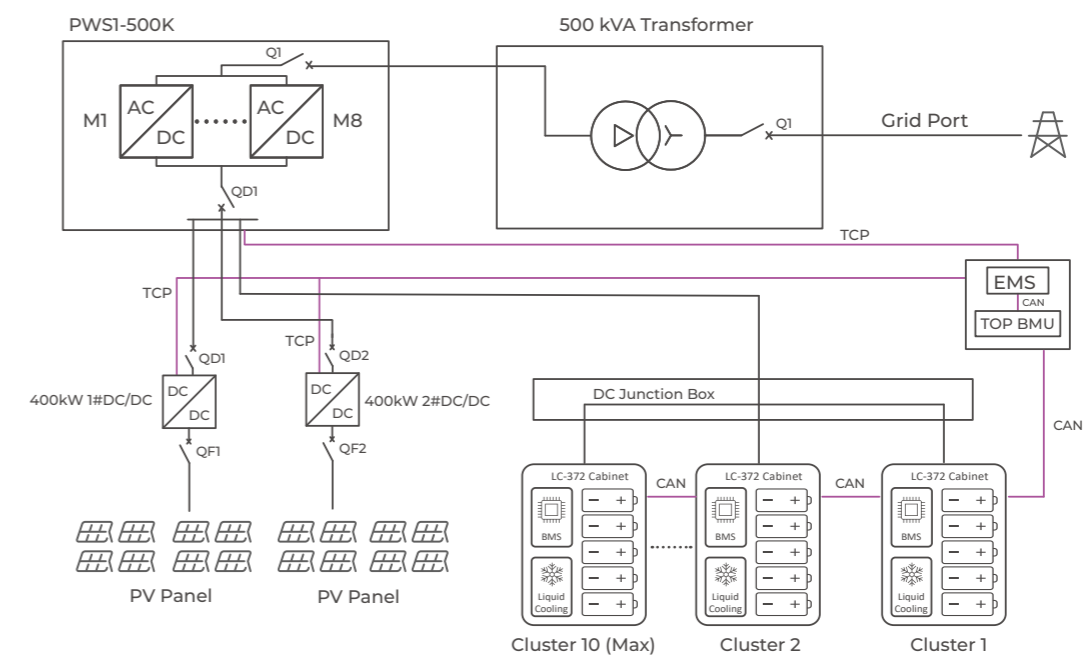 PWS1-500K
500 kVA Transformer
Q1
M1
AC
DC
AC
DC
M8
QD1
Q1
Grid Port
TCP
EMS
CAN
TOP BMU
TCP
TCP
QD1
QD2
400kW 1#DC/DC
DC
DC
DC
DC
400kW 2#DC/DC
QF1
QF2
DC Junction Box
CAN
LC-372 Cabinet
BMS
Liquid
Cooling
CAN
LC-372 Cabinet
BMS
Liquid
Cooling
CAN
LC-372 Cabinet
BMS
Liquid
Cooling
PV Panel
PV Panel
Cluster 10 (Max)
Cluster 2
Cluster 1